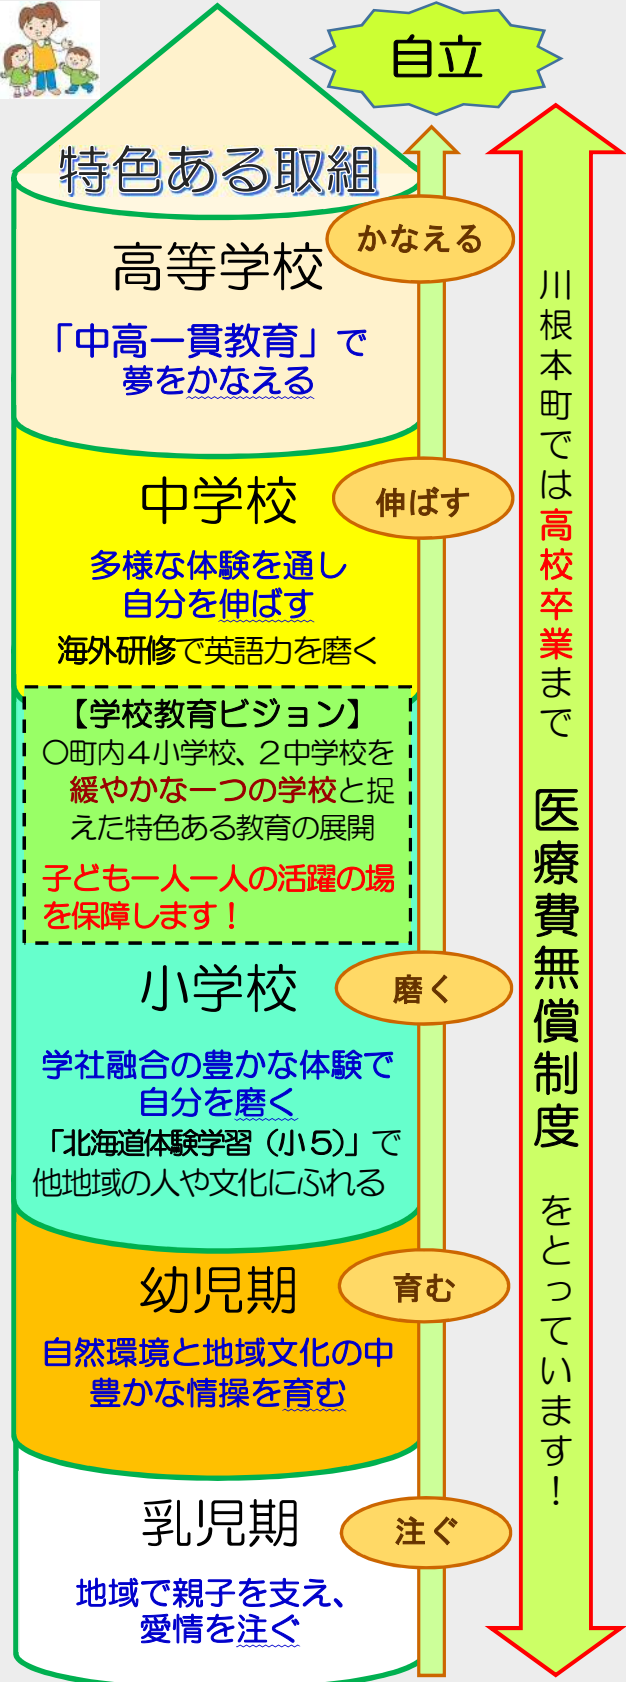 自立
特色ある取組
高等学校
かなえる
「中高一貫教育」で
夢をかなえる
中学校
伸ばす
多様な体験を通し
自分を伸ばす
海外研修で英語力を磨く
【学校教育ビジョン】
〇町内４小学校、２中学校を
緩やかな一つの学校と捉
えた特色ある教育の展開
子ども一人一人の活躍の場
を保障します！
小学校
磨く
学社融合の豊かな体験で
自分を磨く
「北海道体験学習（小５）」で
他地域の人や文化にふれる
幼児期
育む
自然環境と地域文化の中
豊かな情操を育む
乳児期
注ぐ
地域で親子を支え、
愛情を注ぐ
川根本町では高校卒業まで　医療費無償制度　をとっています！